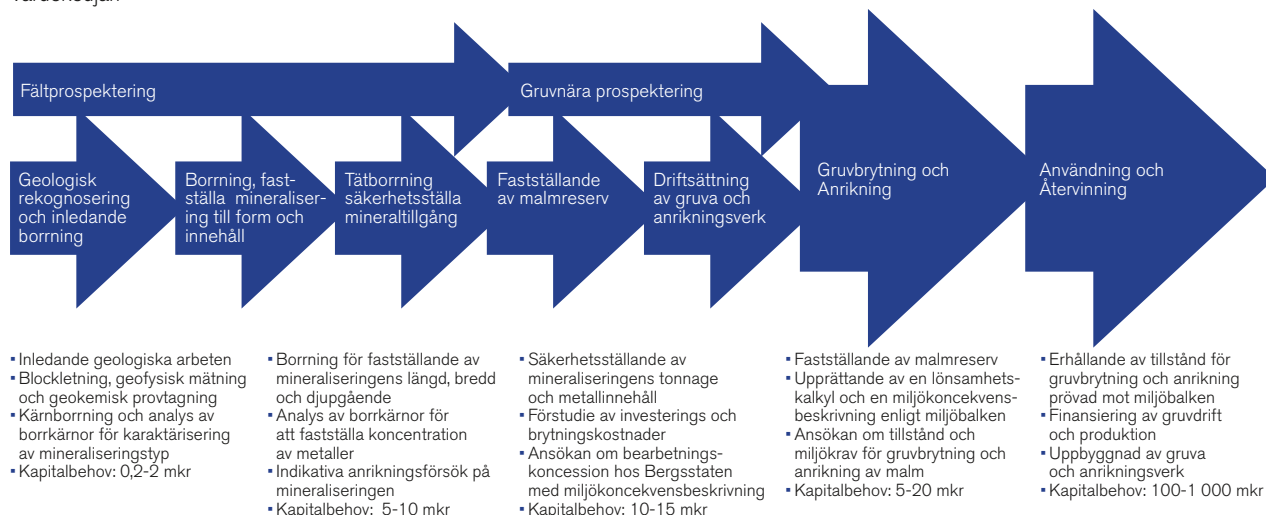 Fältprospektering
Gruvnära prospektering
Geologisk
rekognosering
och inledande
borrning
Borrning, fast-
ställa mineraliser-
ing till form och
innehåll
Tätborrning
säkerhetsställa
mineraltillgång
Fastställande
av malmreserv
Driftsättning
av gruva och
anrikningsverk
Gruvbrytning och
Anrikning
Användning och
Återvinning
▪ Inledande geologiska arbeten
▪ Blockletning, geofysisk mätning
och geokemisk provtagning
▪ Kärnborrning och analys av
borrkärnor för karaktärisering
av mineraliseringstyp
▪ Kapitalbehov: 0,2-2 mkr
▪ Borrning för fastställande av
mineraliseringens längd, bredd
och djupgående
▪ Analys av borrkärnor för
att fastställa koncentration
av metaller
▪ Indikativa anrikningsförsök på
mineraliseringen
▪ Kapitalbehov: 5-10 mkr
▪ Säkerhetsställande av
mineraliseringens tonnage
och metallinnehåll
▪ Förstudie av investerings och
brytningskostnader
▪ Ansökan om bearbetnings-
koncession hos Bergsstaten
med miljökoncekvensbeskrivning
▪ Kapitalbehov: 10-15 mkr
▪ Fastställande av malmreserv
▪ Upprättande av en lönsamhets-
kalkyl och en miljökoncekvens-
beskrivning enligt miljöbalken
▪ Ansökan om tillstånd och
miljökrav för gruvbrytning och
anrikning av malm
▪ Kapitalbehov: 5-20 mkr
▪ Erhållande av tillstånd för
gruvbrytning och anrikning
prövad mot miljöbalken
▪ Finansiering av gruvdrift
och produktion
▪ Uppbyggnad av gruva
och anrikningsverk
▪ Kapitalbehov: 100-1 000 mkr